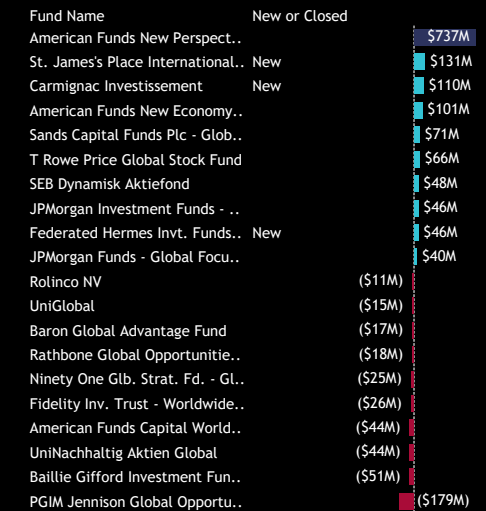 Fund Name New or Closed
American Funds New Perspect.. $737M
St. James's Place International.. New $131M
Carmignac Investissement New $110M
American Funds New Economy.. $101M
Sands Capital Funds Plc - Glob.. $71M
T Rowe Price Global Stock Fund $66M
SEB Dynamisk Aktiefond $48M
JPMorgan Investment Funds - .. $46M
Federated Hermes Invt. Funds.. New $46M
JPMorgan Funds - Global Focu.. $40M
Rolinco NV ($11M)
UniGlobal ($15M)
Baron Global Advantage Fund ($17M)
Rathbone Global Opportunitie.. ($18M)
Ninety One Glb. Strat. Fd. - Gl.. ($25M)
Fidelity Inv. Trust - Worldwide.. ($26M)
American Funds Capital World.. ($44M)
UniNachhaltig Aktien Global ($44M)
Baillie Gifford Investment Fun.. ($51M)
PGIM Jennison Global Opportu.. ($179M)